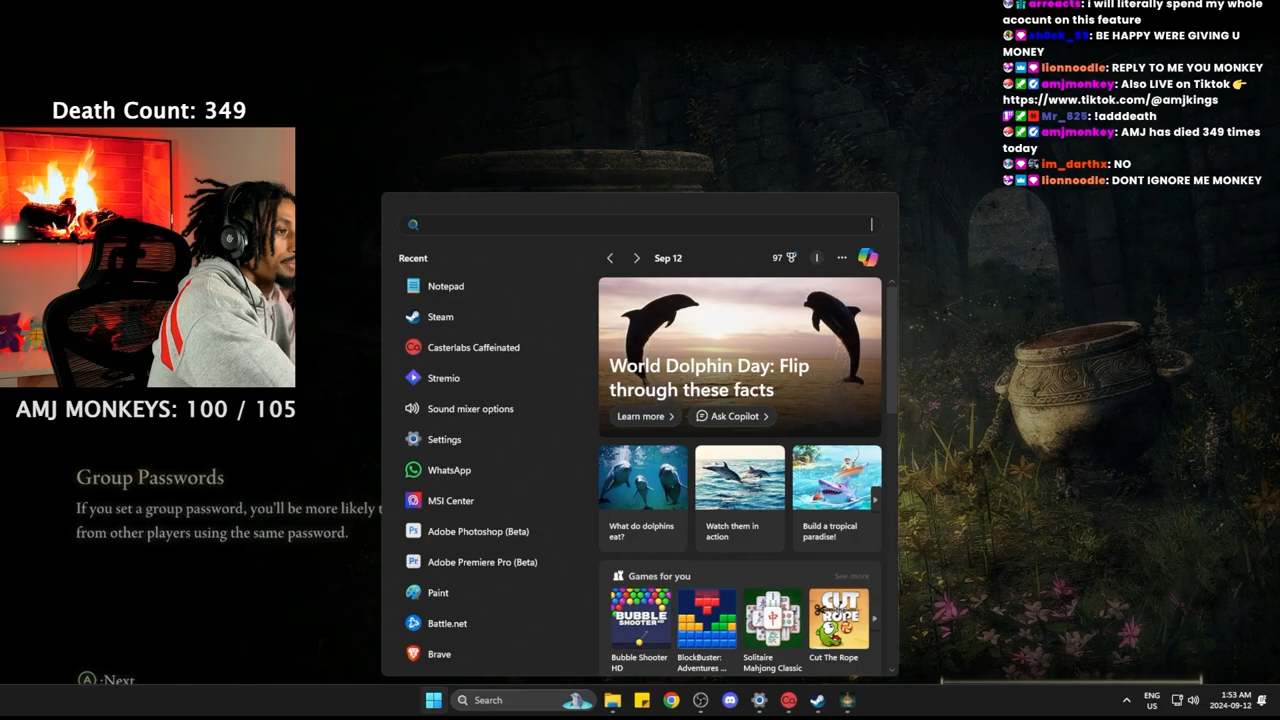 arreacts: i will literally spend my whole
acocunt on this feature
BE HAPPY WERE GIVING U
MONEY
lionnoodle: REPLY TO ME YOU MONKEY
amjmonkey: Also LIVE on Tiktok 👉
https://www.tiktok.com/@amjkings
Mr_825: !adddeath
amjmonkey: AMJ has died 349 times
today
im_darthx: NO
lionnoodle: DONT IGNORE ME MONKEY
Death Count: 349
AMJ MONKEYS: 100 / 105
Group Passwords
If you set a group password, you'll be more likely
from other players using the same password.
A :Next
Recent
Notepad
Steam
Casterlabs Caffeinated
Stremio
Sound mixer options
Settings
WhatsApp
MSI Center
Adobe Photoshop (Beta)
Adobe Premiere Pro (Beta)
Paint
Battle.net
Brave
Sep 12
97
I
World Dolphin Day: Flip
through these facts
Learn more
Ask Copilot
What do dolphins
eat?
Watch them in
action
Build a tropical
paradise!
Games for you
See more
BUBBLE
SHOOTER HD
CUT
THE
ROPE
Bubble Shooter
HD
BlockBuster:
Adventures ...
Solitaire
Mahjong Classic
Cut The Rope
Search
ENG
US
1:53 AM
2024-09-12